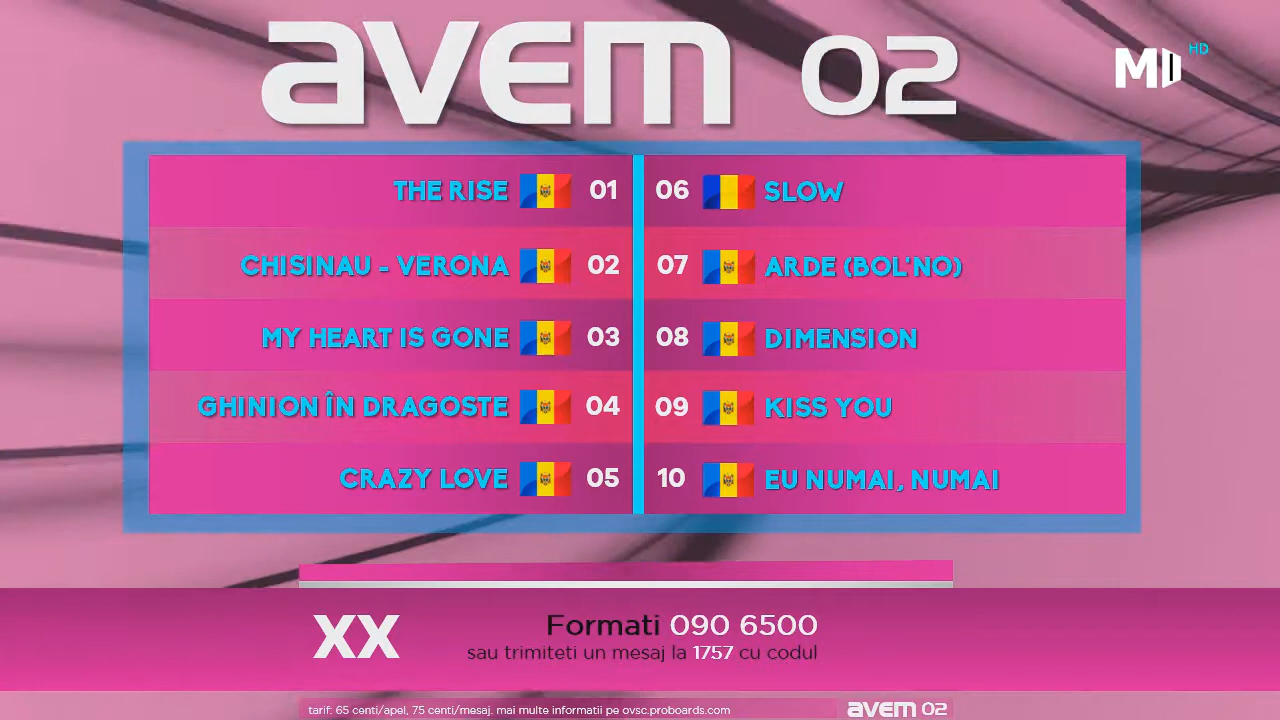 avem 02
MD HD
THE RISE 01
CHISINAU - VERONA 02
MY HEART IS GONE 03
GHINION ÎN DRAGOSTE 04
CRAZY LOVE 05
06 SLOW
07 ARDE (BOL'NO)
08 DIMENSION
09 KISS YOU
10 EU NUMAI, NUMAI
XX
Formati 090 6500
sau trimiteti un mesaj la 1757 cu codul
tarif: 65 centi/apel, 75 centi/mesaj. mai multe informatii pe ovsc.proboards.com
avem 02